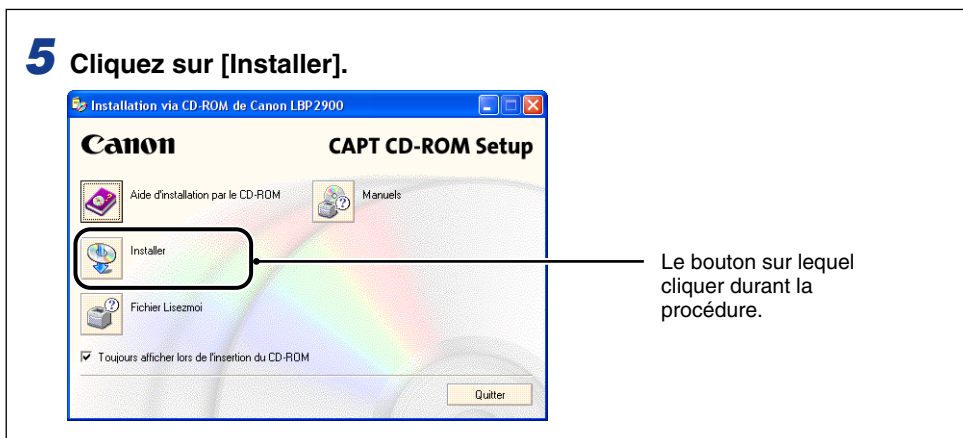 5 Cliquez sur [Installer].
Installation via CD-ROM de Canon LBP2900
Canon
CAPT CD-ROM Setup
Aide d'installation par le CD-ROM
Manuels
Installer
Fichier Lisezmoi
Toujours afficher lors de l'insertion du CD-ROM
Quitter
Le bouton sur lequel
cliquer durant la
procédure.